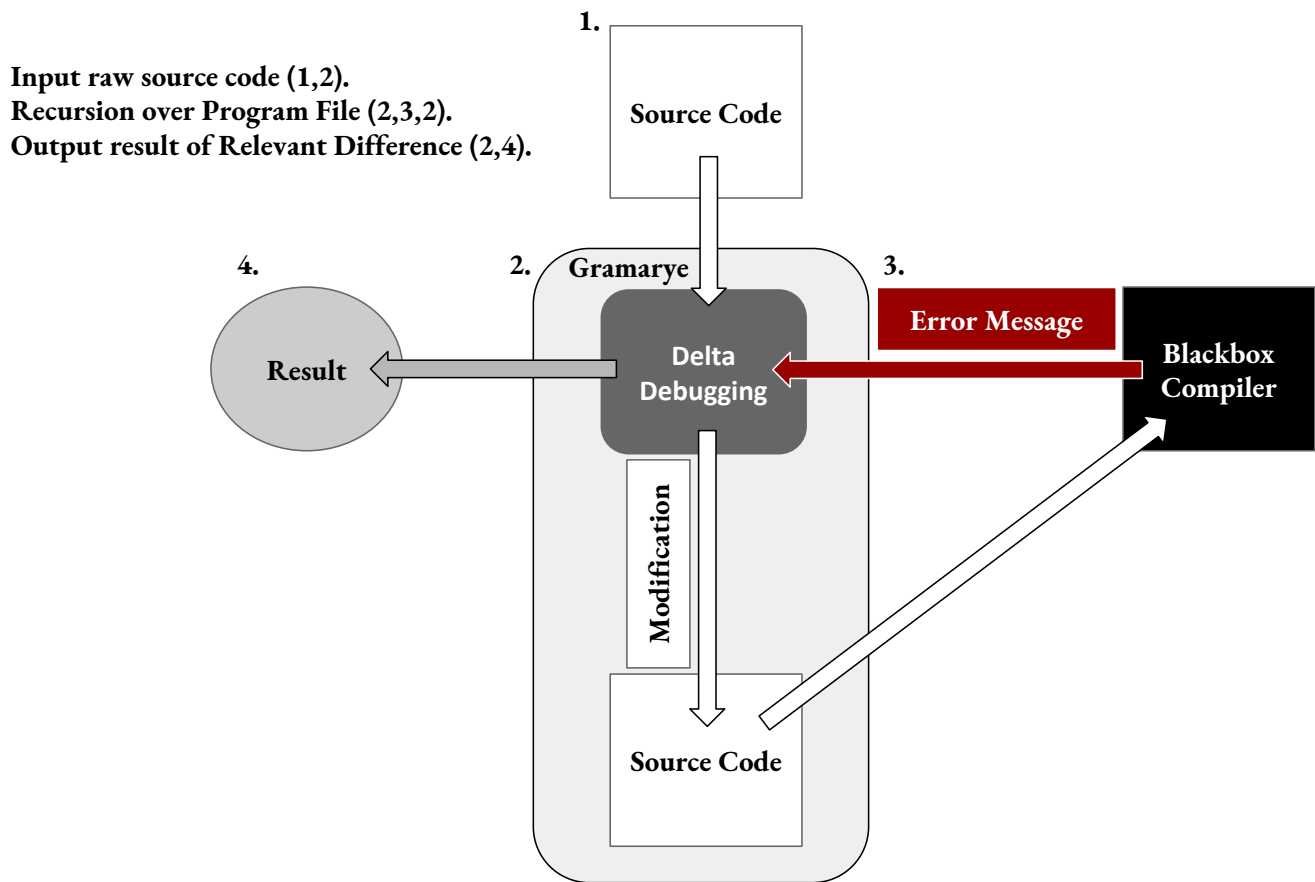 1.
Input raw source code (1,2).
Recursion over Program File (2,3,2).
Output result of Relevant Difference (2,4).
Source Code
4.
2.
Gramarye
3.
Error Message
Result
Delta
Debugging
Blackbox
Compiler
Modification
Source Code